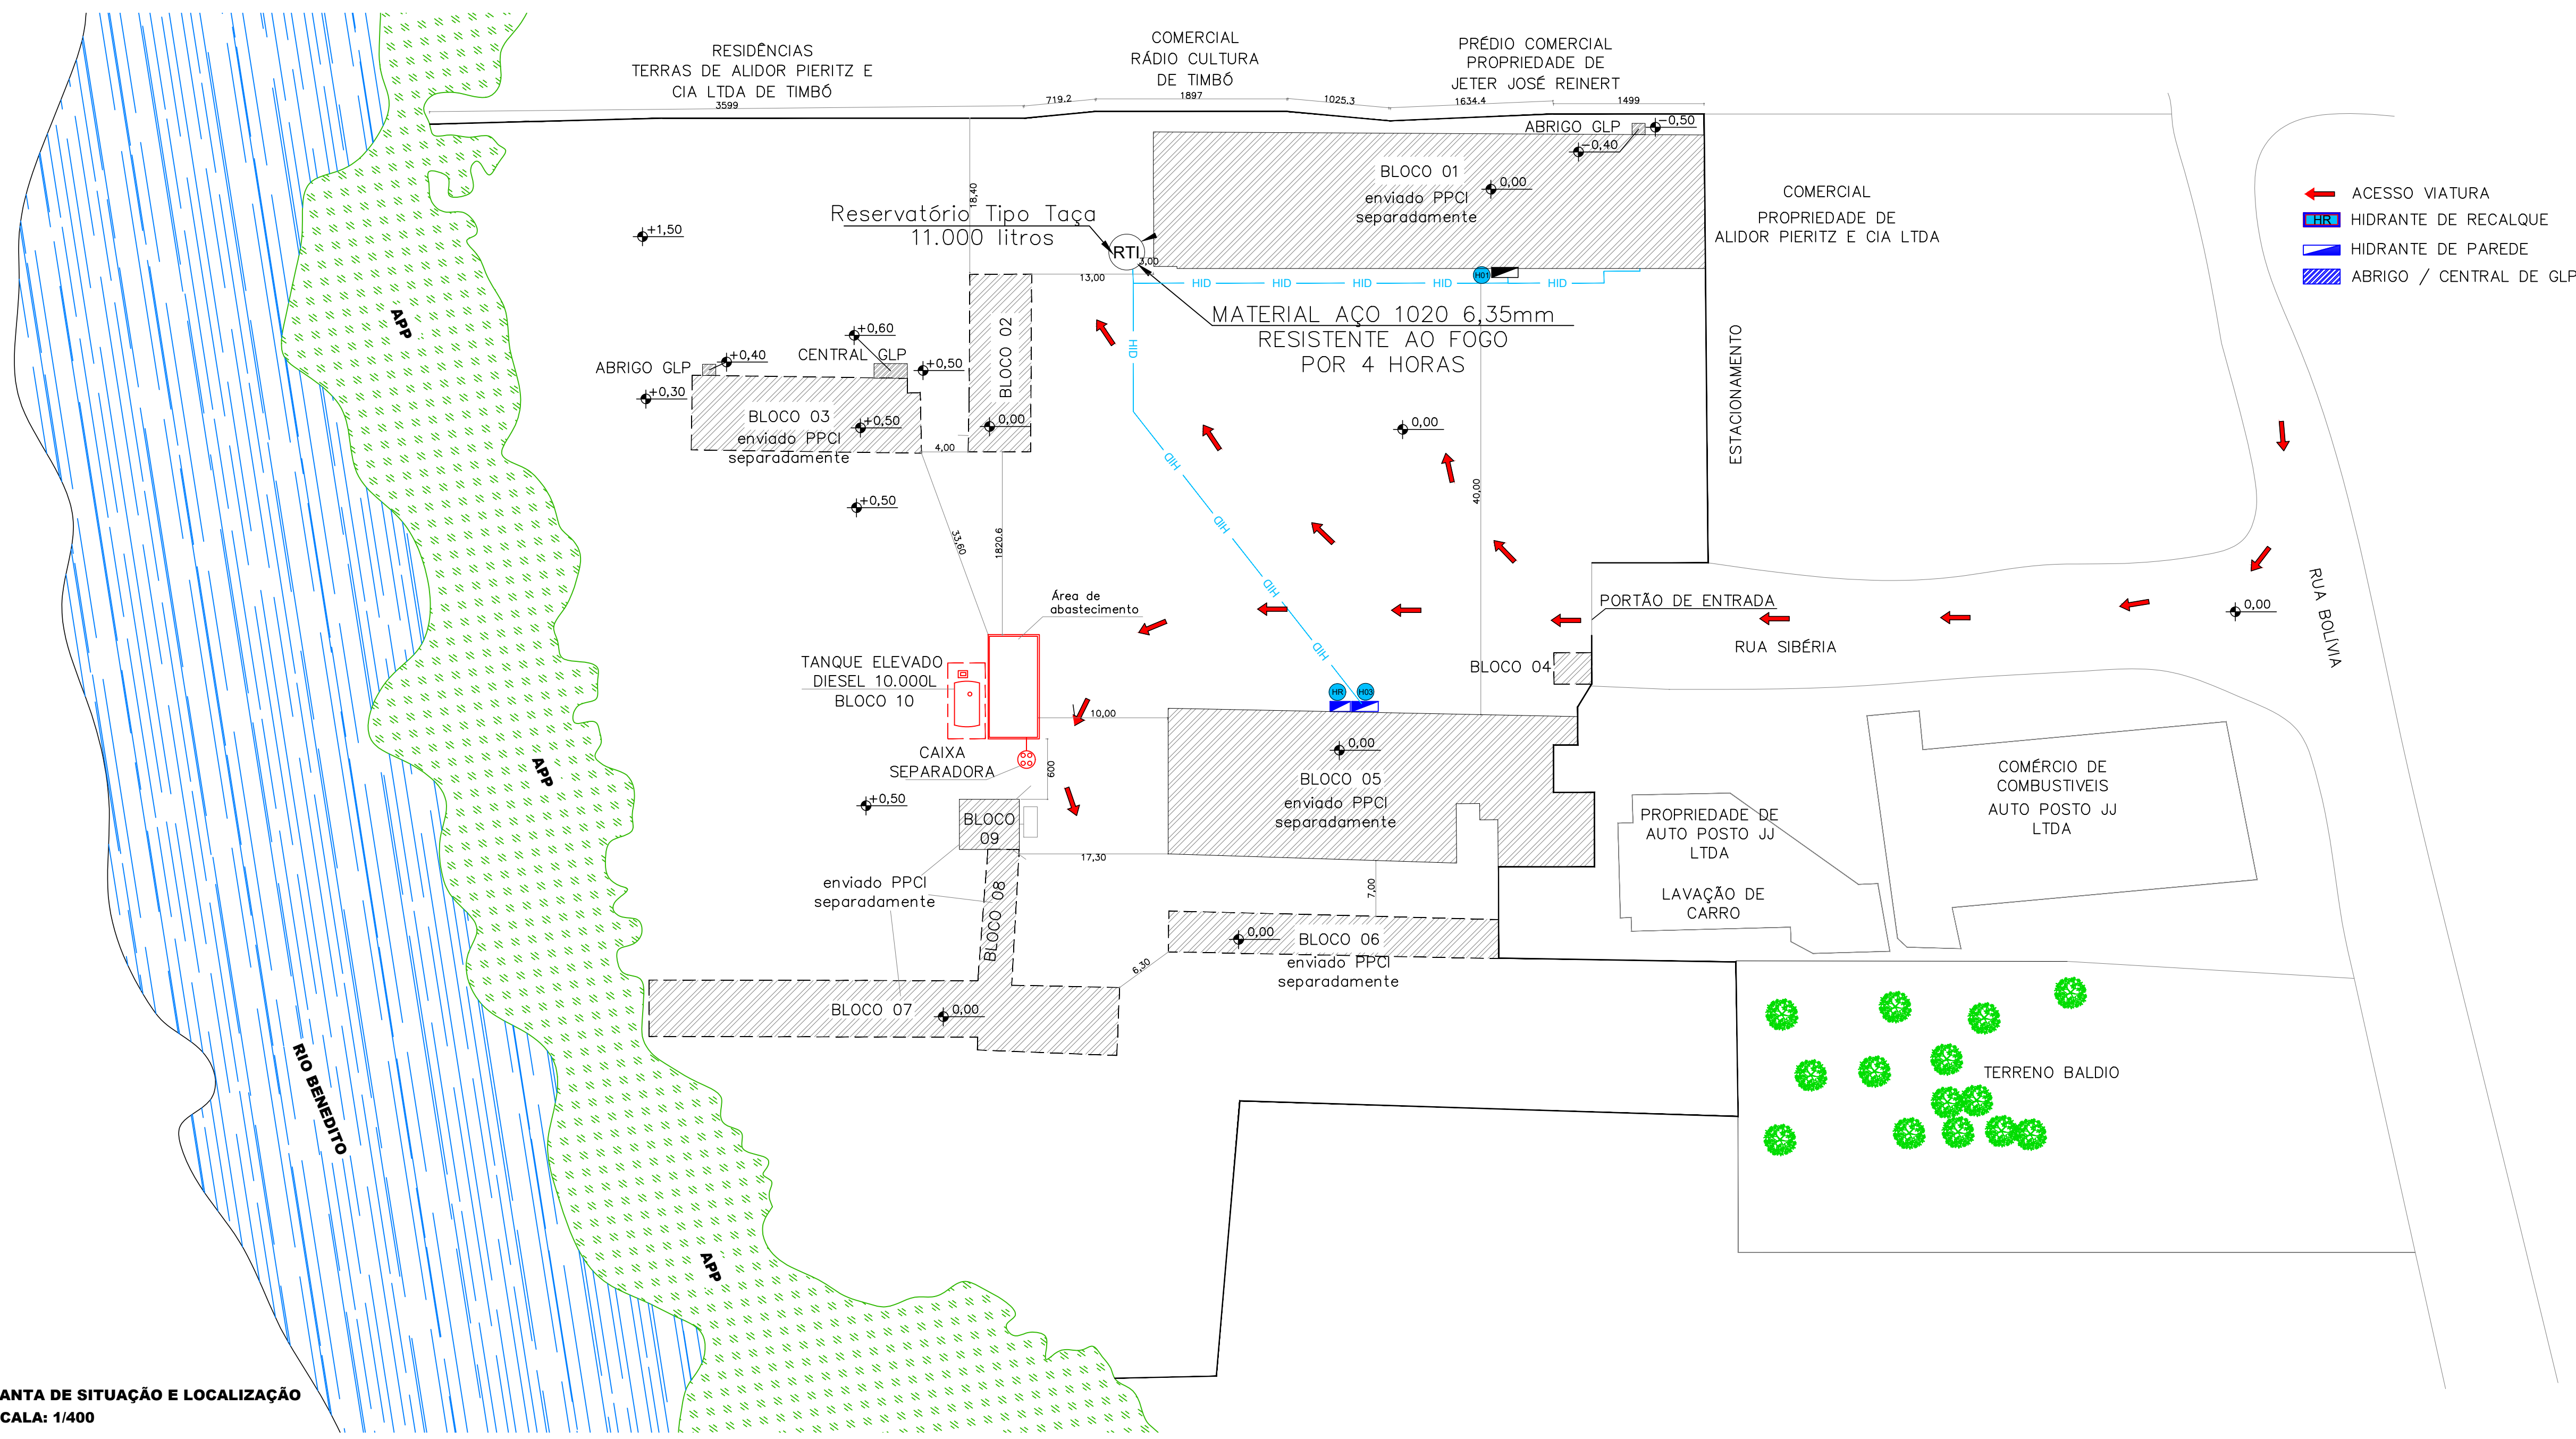 RESIDÊNCIAS
TERRAS DE ALIDOR PIERITZ E
CIA LTDA DE TIMBÓ
COMERCIAL
RÁDIO CULTURA
DE TIMBÓ
PRÉDIO COMERCIAL
PROPRIEDADE DE
JETER JOSÉ REINERT
3599
719.2
1897
1025.3
1634.4
1499
ABRIGO GLP
-0,50
-0,40
BLOCO 01
0,00
enviado PPCI
separadamente
COMERCIAL
PROPRIEDADE DE
ALIDOR PIERITZ E CIA LTDA
ACESSO VIATURA
HR
HIDRANTE DE RECALQUE
HIDRANTE DE PAREDE
ABRIGO / CENTRAL DE GLP
18,40
Reservatório Tipo Taça
11.000 litros
RTI
3,00
13,00
+1,50
HID
HID
HID
HID
HID
H01
MATERIAL AÇO 1020 6,35mm
RESISTENTE AO FOGO
POR 4 HORAS
HID
APP
+0,60
CENTRAL GLP
+0,50
ABRIGO GLP
+0,40
+0,30
BLOCO 02
0,00
BLOCO 03
+0,50
enviado PPCI
separadamente
4,00
0,00
ESTACIONAMENTO
HID
HID
HID
HID
40,00
+0,50
33,60
1820.6
Área de
abastecimento
PORTÃO DE ENTRADA
RUA SIBÉRIA
0,00
RUA BOLÍVIA
BLOCO 04
TANQUE ELEVADO
DIESEL 10.000L
BLOCO 10
HR
H03
10,00
CAIXA
SEPARADORA
600
APP
+0,50
0,00
BLOCO 05
enviado PPCI
separadamente
COMÉRCIO DE
COMBUSTIVEIS
AUTO POSTO JJ
LTDA
PROPRIEDADE DE
AUTO POSTO JJ
LTDA
LAVAÇÃO DE
CARRO
BLOCO
09
17,30
7,00
enviado PPCI
separadamente
BLOCO 08
BLOCO 06
0,00
enviado PPCI
separadamente
6,30
BLOCO 07
0,00
RIO BENEDITO
TERRENO BALDIO
APP
ANTA DE SITUAÇÃO E LOCALIZAÇÃO
CALA: 1/400